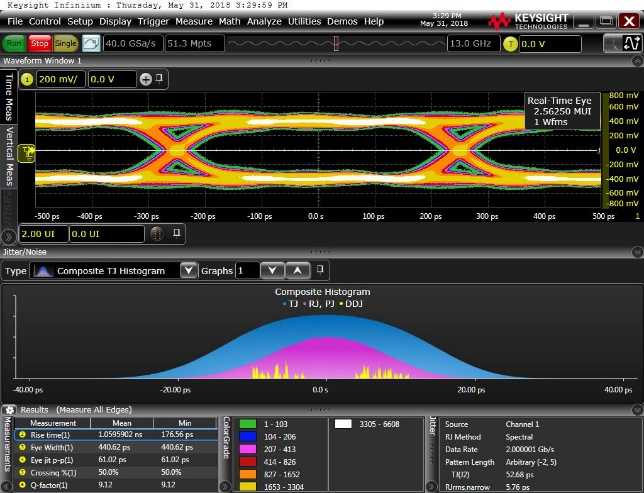 Keysight Infiniium : Thursday, May 31, 2018 3:29:59 PM
File Control Setup Display Trigger Measure Math Analyze Utilities Demos Help
3:29 PM
May 31, 2018
KEYSIGHT
TECHNOLOGIES
Run Stop Single 40.0 GSa/s 51.3 Mpts 13.0 GHz T 0.0 V
Waveform Window 1
Time Meas
Vertical Meas
1 200 mV/ 0.0 V
Real-Time Eye
2.56250 MUI
1 Wfms
800 mV
600 mV
400 mV
200 mV
0.0 V
-200 mV
-400 mV
-600 mV
-800 mV
-500 ps -400 ps -300 ps -200 ps -100 ps 0.0 s 100 ps 200 ps 300 ps 400 ps 500 ps 1
2.00 UI 0.0 UI
Jitter/Noise
Type Composite TJ Histogram Graphs 1
Composite Histogram
TJ RJ, PJ DDJ
-40.00 ps -20.00 ps 0.0 s 20.00 ps 40.00 ps
Results (Measure All Edges)
Measurements
Measurement Mean Min
Rise time(1) 1.0595902 ns 176.56 ps
Eye Width(1) 440.62 ps 440.62 ps
Eye jit p-p(1) 61.02 ps 61.02 ps
Crossing %(1) 50.0% 50.0%
Q-factor(1) 9.12 9.12
ColorGrade
1 - 103
104 - 206
207 - 413
414 - 826
827 - 1652
1653 - 3304
3305 - 6608
Jitter
Source Channel 1
RJ Method Spectral
Data Rate 2.000001 Gb/s
Pattern Length Arbitrary (-2, 5)
TJ(I2) 52.68 ps
RJrms,narrow 5.76 ps